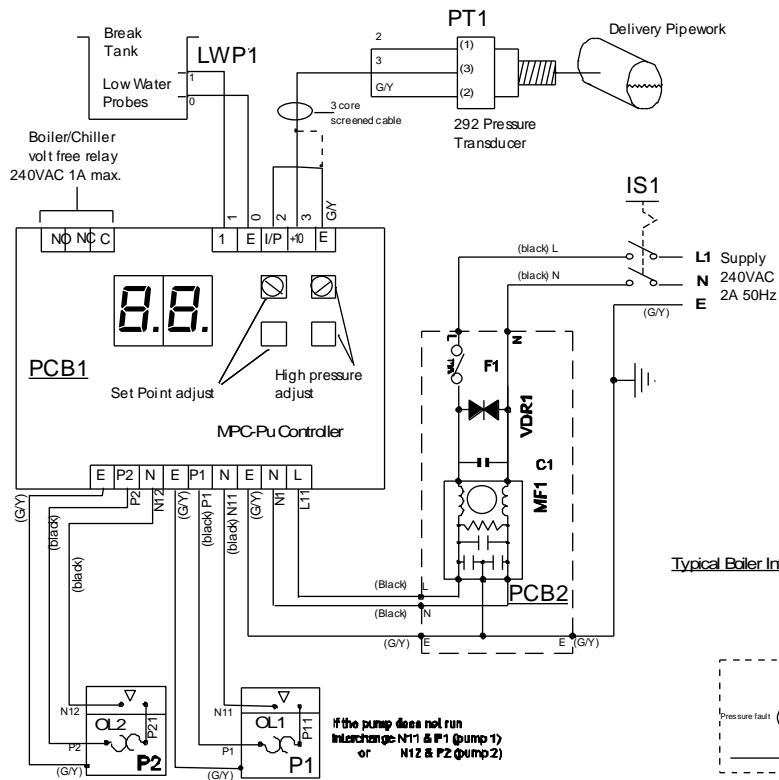 PT1
Break
Tank
LWP1
Low Water
Probes
1
0
2
3
G/Y
(1)
(3)
(2)
Delivery Pipework
3 core
screened cable
292 Pressure
Transducer
Boiler/Chiller
volt free relay
240VAC 1A max.
IS1
1
0
2
3
G/Y
NO NC C
1 E I/P +10 E
(black) L
L1 Supply
(black) N
N 240VAC
2A 50Hz
E
(G/Y)
8.8.
L
N
F1
PCB1
Set Point adjust
High pressure
adjust
VDR1
MPC-Pu Controller
C1
MF1
E P2 N E P1 N E N L
(G/Y)
P2
N12
(G/Y)
(black) P1
(black) N11
(G/Y)
N1
L11
(black)
(black)
Typical Boiler In
(Black)
L
PCB2
(Black)
N
(G/Y)
E
E
(G/Y)
N12
OL2
P21
P2
P2
(G/Y)
N11
OL1
P11
P1
P1
(G/Y)
If the pump does not run
interchange N11 & P1 (pump 1)
or N12 & P2 (pump 2)
Pressure fault